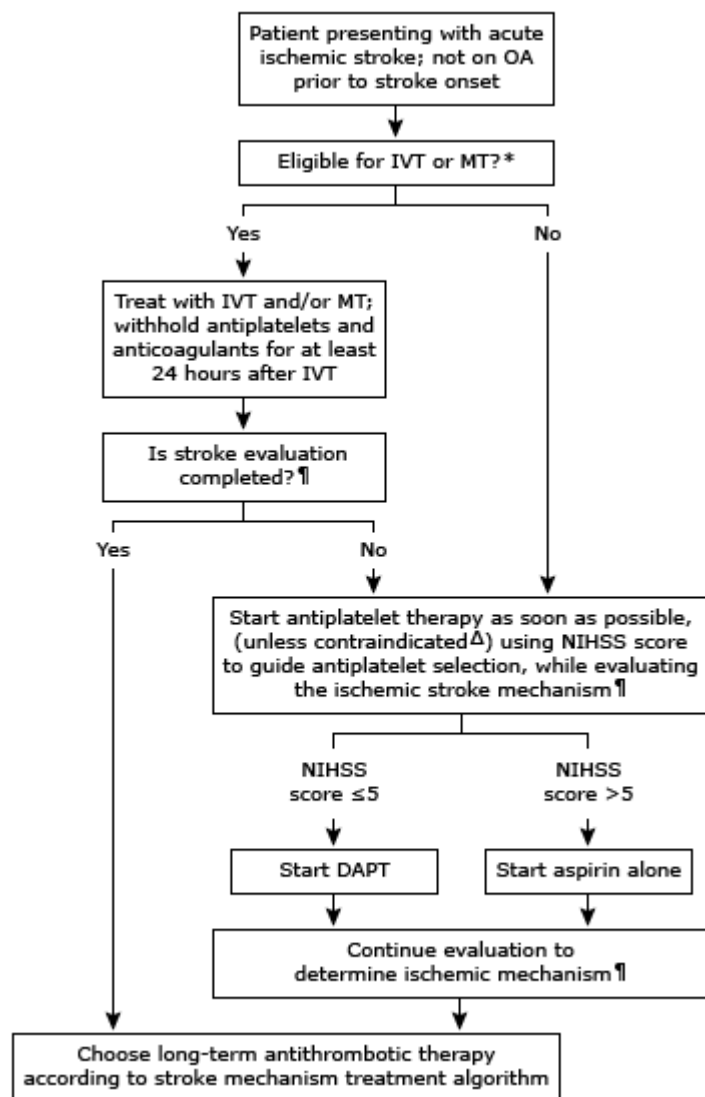 Patient presenting with acute
ischemic stroke; not on OA
prior to stroke onset
Eligible for IVT or MT?*
Yes
No
Treat with IVT and/or MT;
withhold antiplatelets and
anticoagulants for at least
24 hours after IVT
Is stroke evaluation
completed?¶
Yes
No
Start antiplatelet therapy as soon as possible,
(unless contraindicatedΔ) using NIHSS score
to guide antiplatelet selection, while evaluating
the ischemic stroke mechanism¶
NIHSS
score ≤5
NIHSS
score >5
Start DAPT
Start aspirin alone
Continue evaluation to
determine ischemic mechanism¶
Choose long-term antithrombotic therapy
according to stroke mechanism treatment algorithm